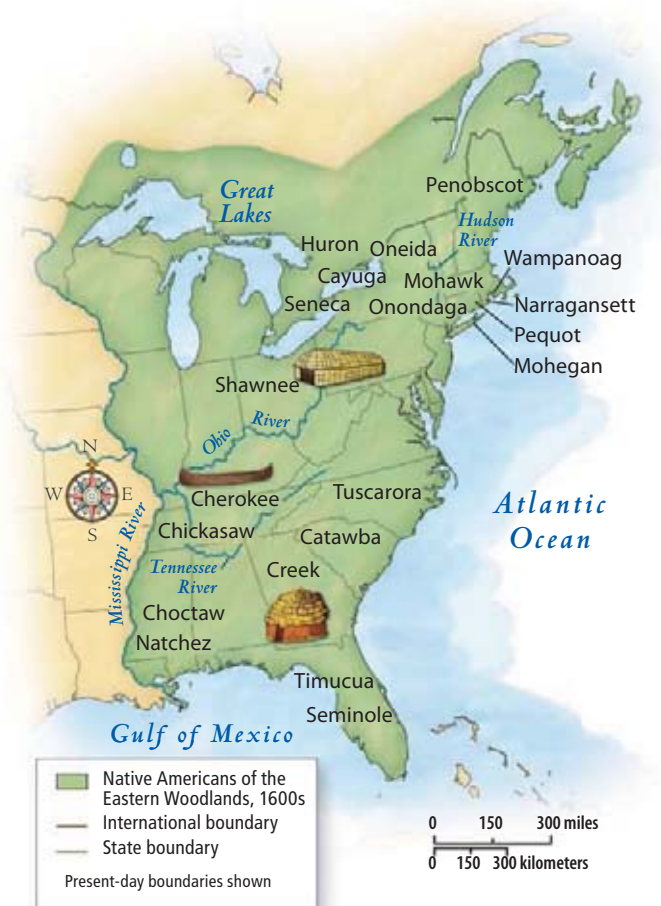 Great
Lakes
Penobscot
Hudson
River
Huron
Oneida
Wampanoag
Cayuga
Mohawk
Seneca
Onondaga
Narragansett
Pequot
Mohegan
Shawnee
Ohio River
N
W
E
S
Mississippi River
Cherokee
Tuscarora
Atlantic
Ocean
Chickasaw
Catawba
Tennessee
River
Creek
Choctaw
Natchez
Timucua
Seminole
Gulf of Mexico
Native Americans of the
Eastern Woodlands, 1600s
International boundary
State boundary
Present-day boundaries shown
0 150 300 miles
0 150 300 kilometers